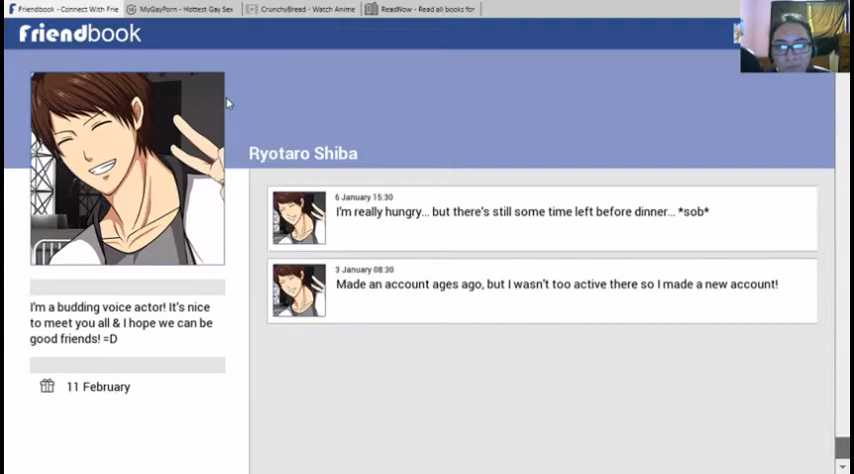 Friendbook - Connect With Frie
MyGayPorn - Hottest Gay Sex
CrunchyBread - Watch Anime
ReadNow - Read all books for
Friendbook
Ryotaro Shiba
6 January 15:30
I'm really hungry... but there's still some time left before dinner... *sob*
3 January 08:30
Made an account ages ago, but I wasn't too active there so I made a new account!
I'm a budding voice actor! It's nice
to meet you all & I hope we can be
good friends! =D
11 February